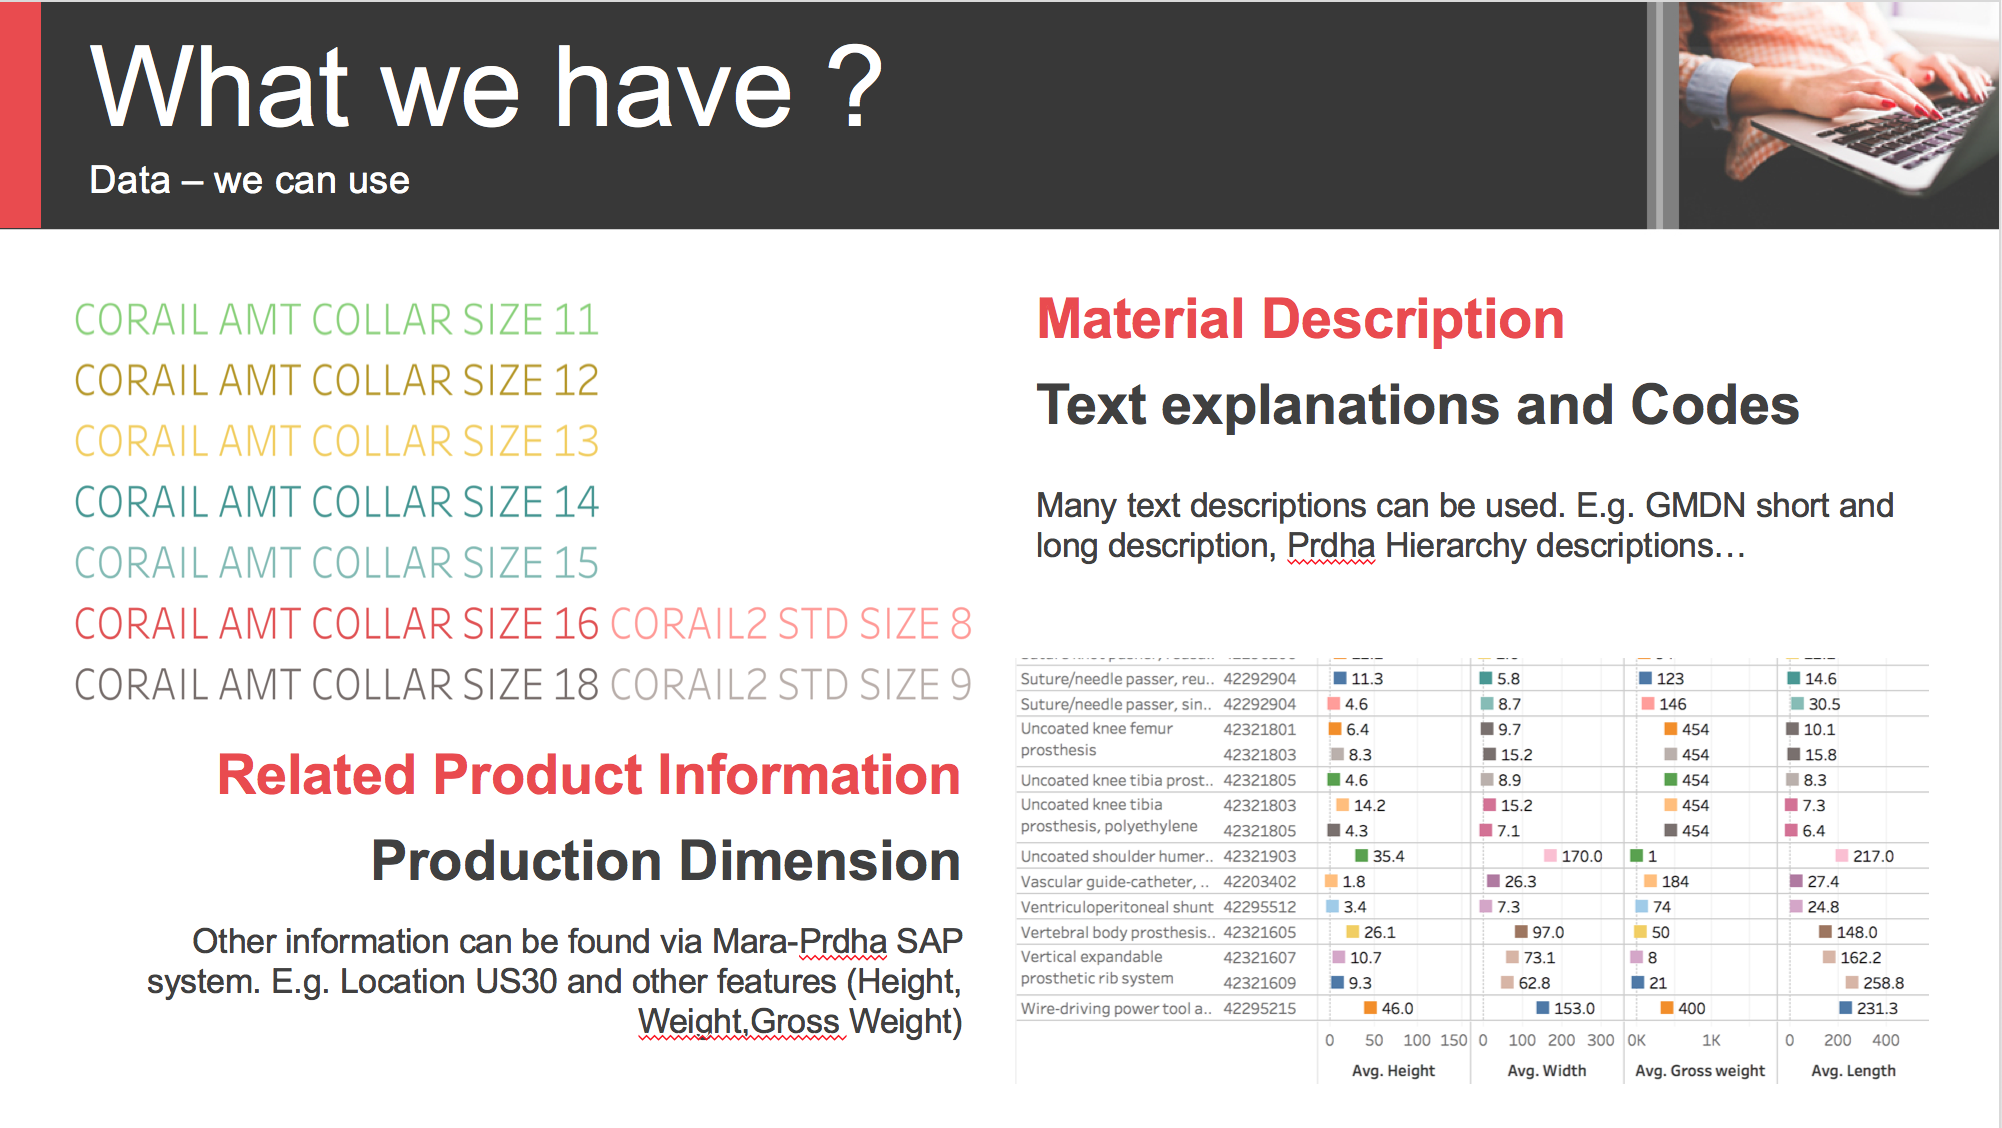 What we have ?
Data – we can use
CORAIL AMT COLLAR SIZE 11
CORAIL AMT COLLAR SIZE 12
CORAIL AMT COLLAR SIZE 13
CORAIL AMT COLLAR SIZE 14
CORAIL AMT COLLAR SIZE 15
CORAIL AMT COLLAR SIZE 16 CORAIL2 STD SIZE 8
CORAIL AMT COLLAR SIZE 18 CORAIL2 STD SIZE 9
Related Product Information
Production Dimension
Other information can be found via Mara-Prdha SAP
system. E.g. Location US30 and other features (Height,
Weight,Gross Weight)
Material Description
Text explanations and Codes
Many text descriptions can be used. E.g. GMDN short and
long description, Prdha Hierarchy descriptions…
Suture/needle passer, reu.. 42292904 11.3 5.8 123 14.6
Suture/needle passer, sin.. 42292904 4.6 8.7 146 30.5
Uncoated knee femur 42321801 6.4 9.7 454 10.1
prosthesis 42321803 8.3 15.2 454 15.8
Uncoated knee tibia prost.. 42321805 4.6 8.9 454 8.3
Uncoated knee tibia 42321803 14.2 15.2 454 7.3
prosthesis, polyethylene 42321805 4.3 7.1 454 6.4
Uncoated shoulder humer.. 42321903 35.4 170.0 1 217.0
Vascular guide-catheter, .. 42203402 1.8 26.3 184 27.4
Ventriculoperitoneal shunt 42295512 3.4 7.3 74 24.8
Vertebral body prosthesis.. 42321605 26.1 97.0 50 148.0
Vertical expandable 42321607 10.7 73.1 8 162.2
prosthetic rib system 42321609 9.3 62.8 21 258.8
Wire-driving power tool a.. 42295215 46.0 153.0 400 231.3
0 50 100 150 0 100 200 300 0K 1K 0 200 400
Avg. Height Avg. Width Avg. Gross weight Avg. Length